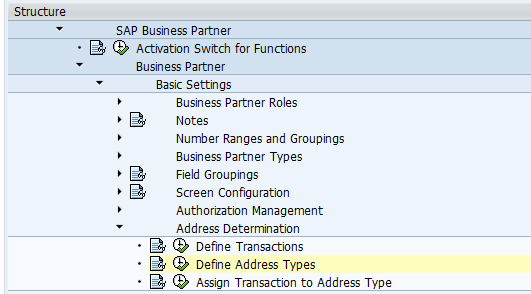 Structure
SAP Business Partner
Activation Switch for Functions
Business Partner
Basic Settings
Business Partner Roles
Notes
Number Ranges and Groupings
Business Partner Types
Field Groupings
Screen Configuration
Authorization Management
Address Determination
Define Transactions
Define Address Types
Assign Transaction to Address Type